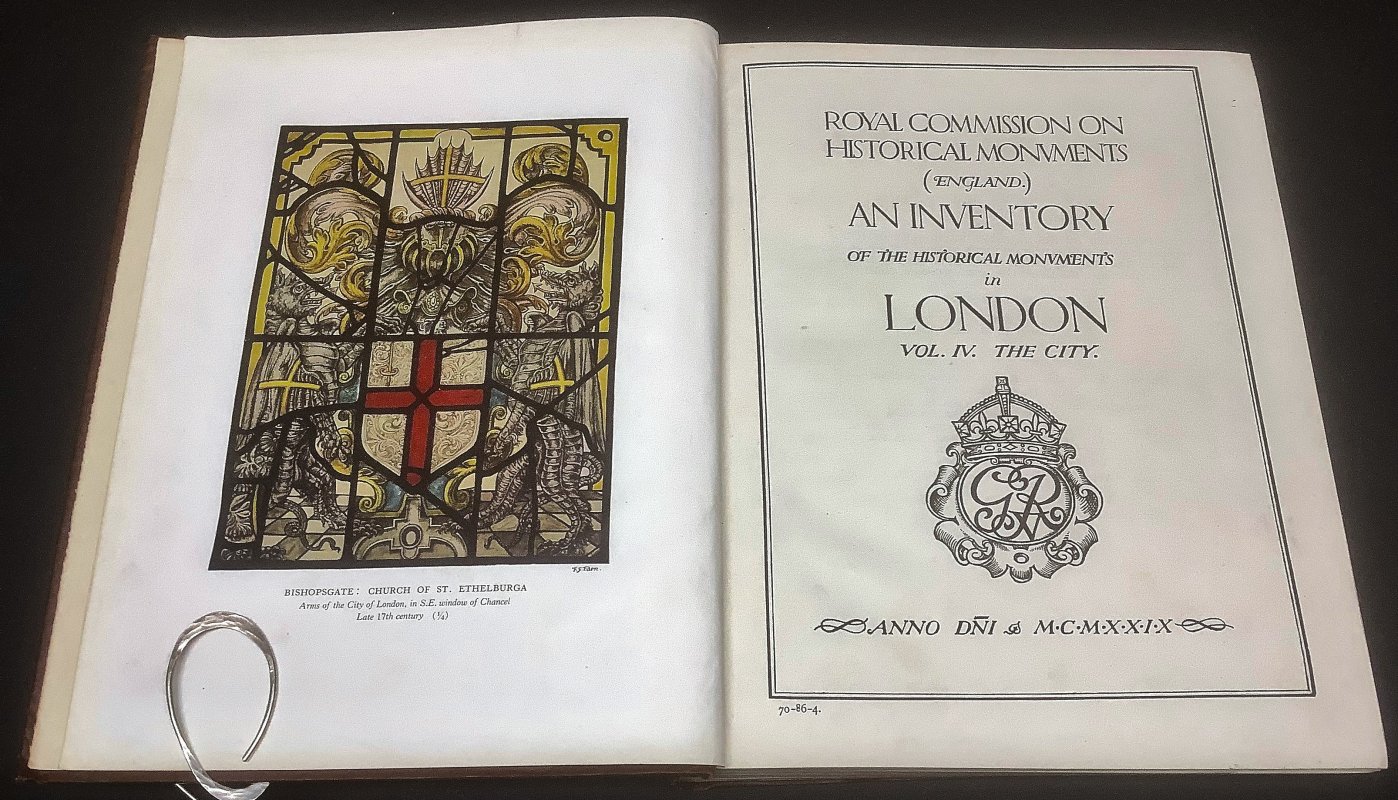 F.S. Eden.
BISHOPSGATE: CHURCH OF ST. ETHELBURGA
Arms of the City of London, in S.E. window of Chancel
Late 17th century (¼)
ROYAL COMMISSION ON
HISTORICAL MONVMENTS
(ENGLAND.)
AN INVENTORY
OF THE HISTORICAL MONVMENTS
in
LONDON
VOL. IV. THE CITY.
GR
ANNO DN̄I M·C·M·X·X·I·X
70-86-4.